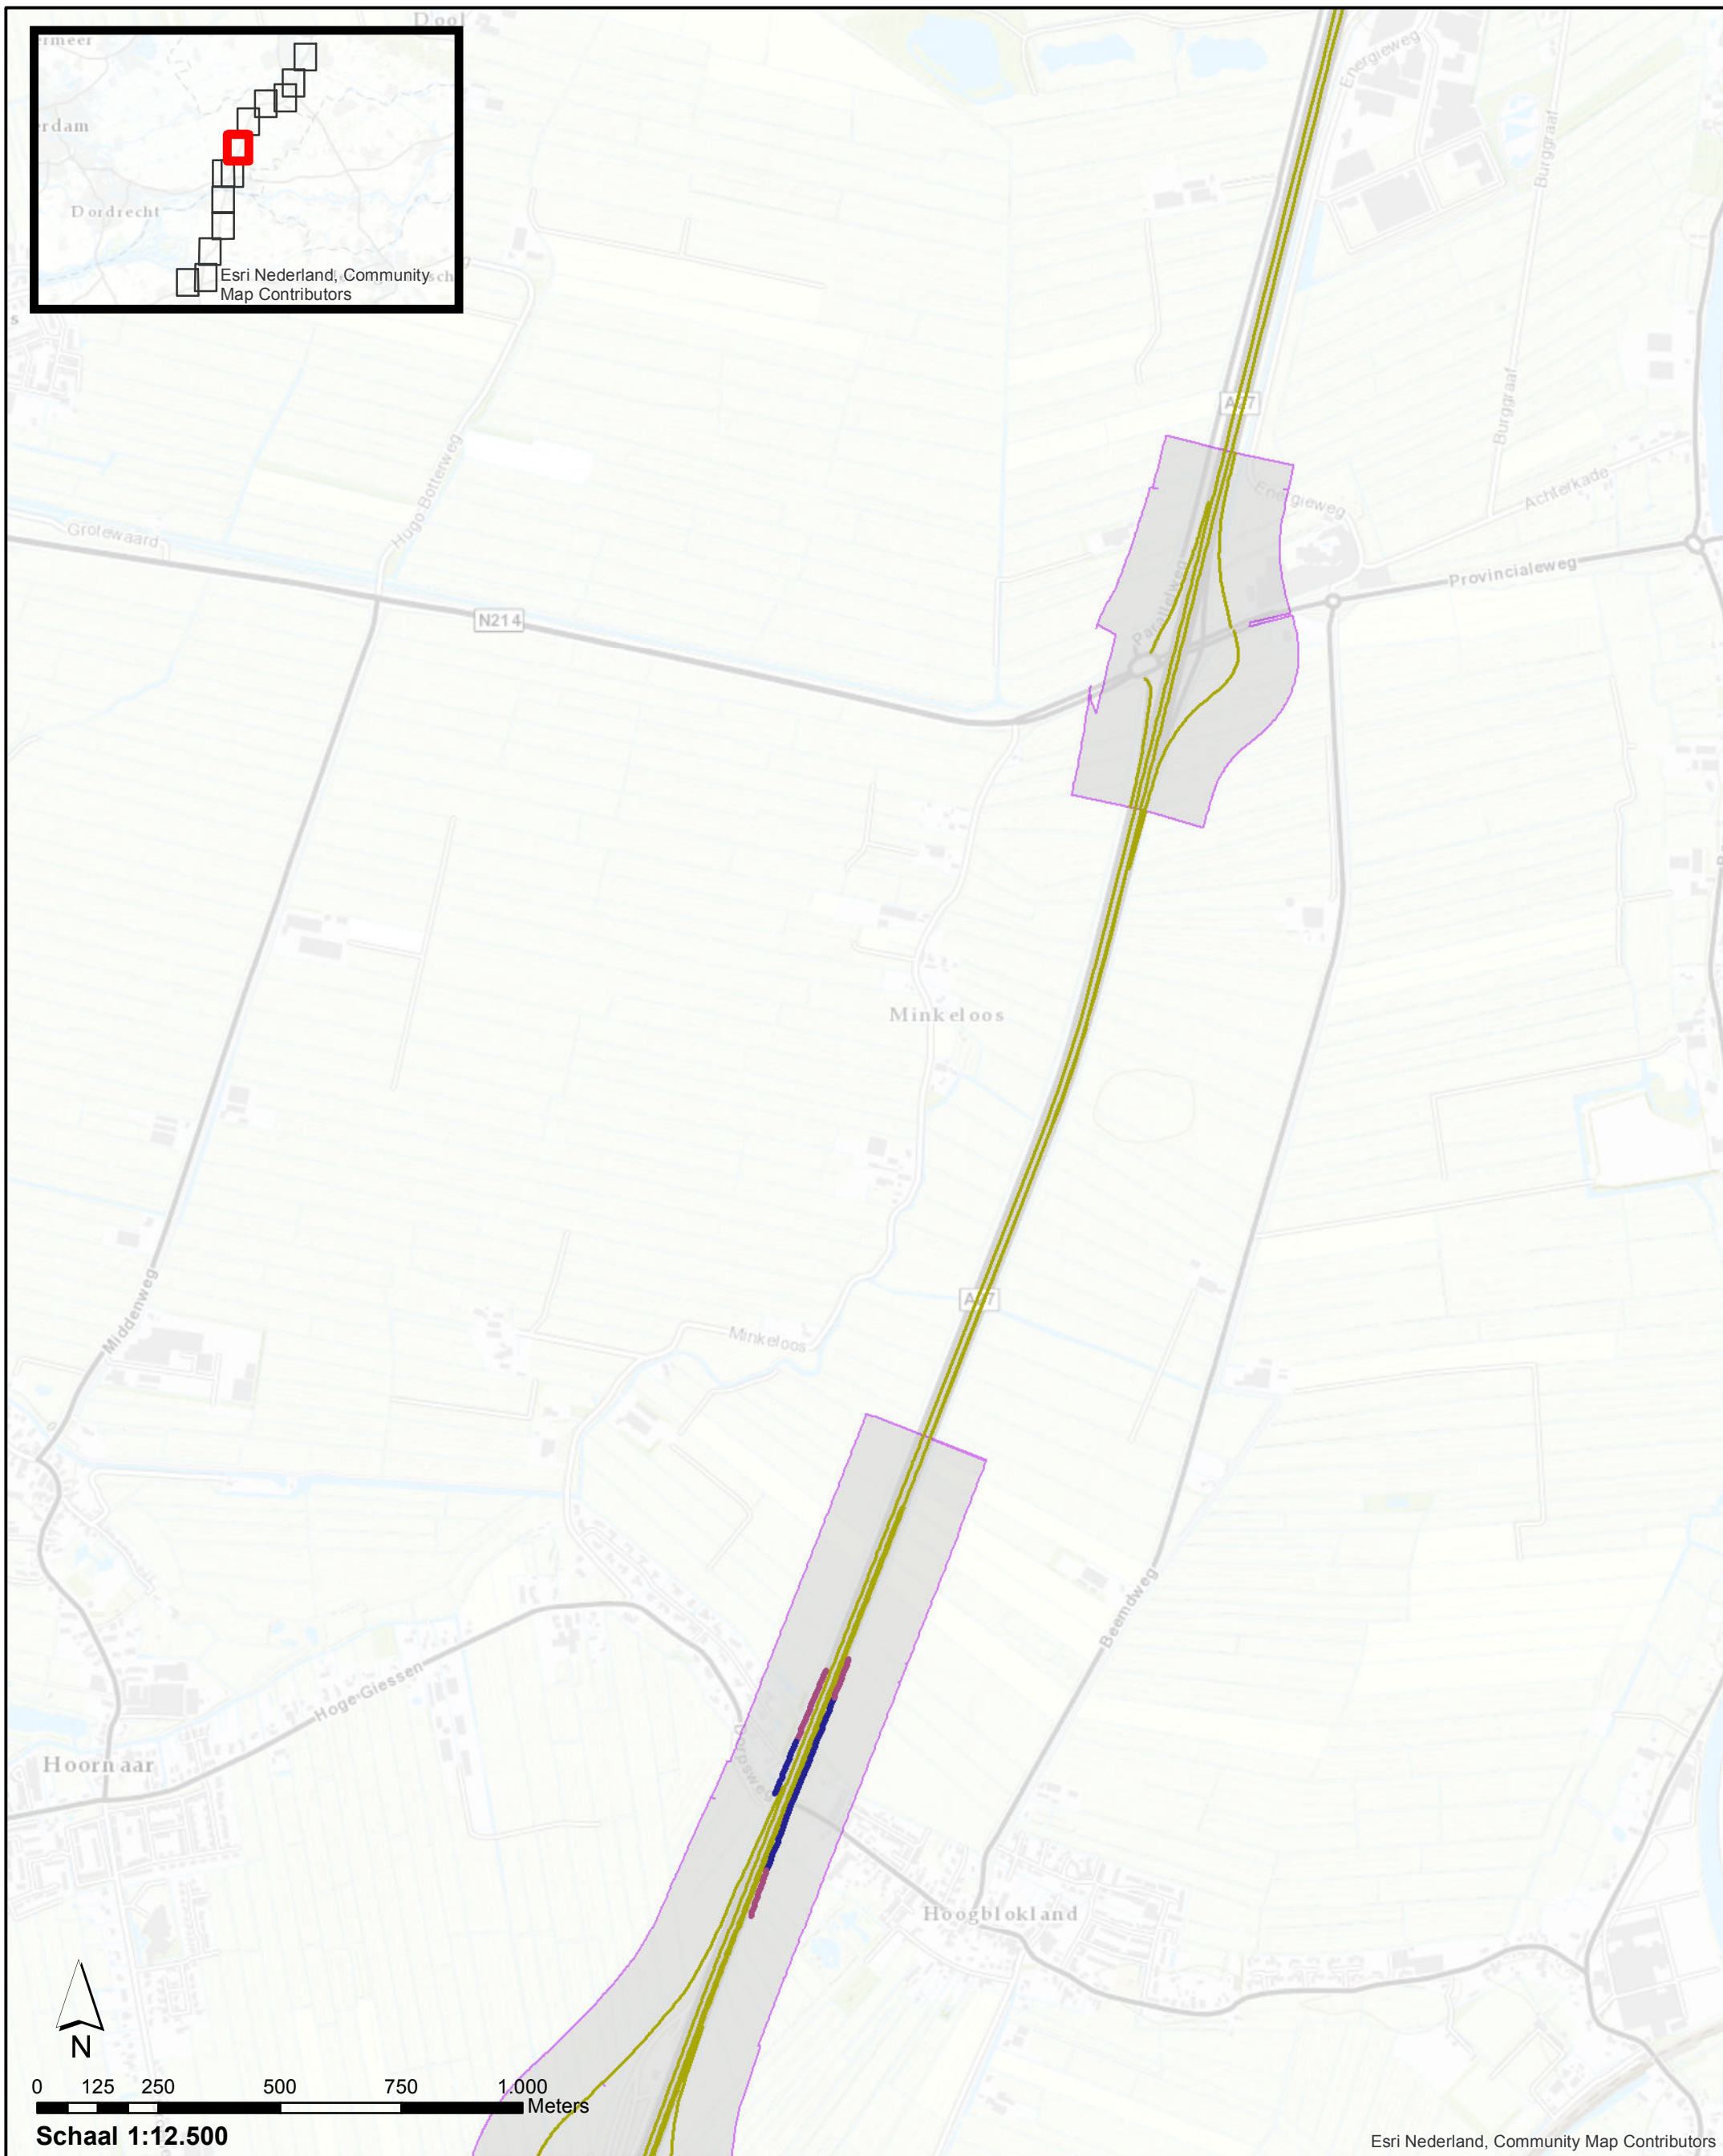 ermeer
rdam
Dordrecht
Esri Nederland, Community
Map Contributors
s
Energieweg
Burggraaf
Burggraaf
A27
Hugo Botterweg
Grotewaard
Energieweg
Achterkade
Provincialeweg
N214
Parallelweg
Minkeloos
A27
Middenweg
Minkeloos
Beemdweg
Hoge Giessen
Dorpsweg
Hoornaar
Hoogblokland
N
0 125 250 500 750 1.000
Meters
Schaal 1:12.500
Esri Nederland, Community Map Contributors